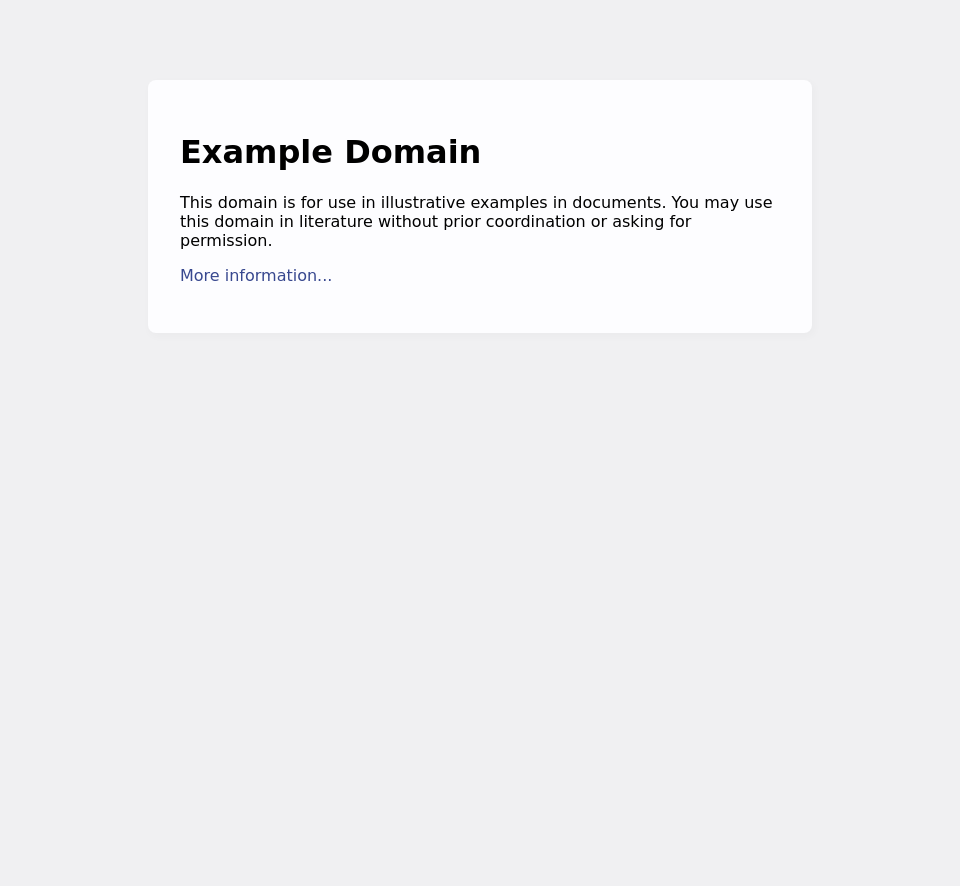 Example Domain
This domain is for use in illustrative examples in documents. You may use
this domain in literature without prior coordination or asking for
permission.
More information...